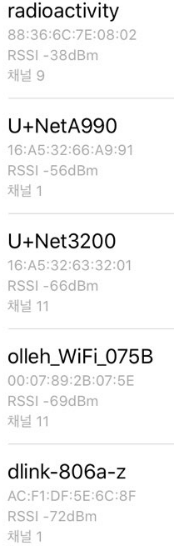 radioactivity
88:36:6C:7E:08:02
RSSI -38dBm
채널 9
U+NetA990
16:A5:32:66:A9:91
RSSI -56dBm
채널 1
U+Net3200
16:A5:32:63:32:01
RSSI -66dBm
채널 11
olleh_WiFi_075B
00:07:89:2B:07:5E
RSSI -69dBm
채널 11
dlink-806a-z
AC:F1:DF:5E:6C:8F
RSSI -72dBm
채널 1